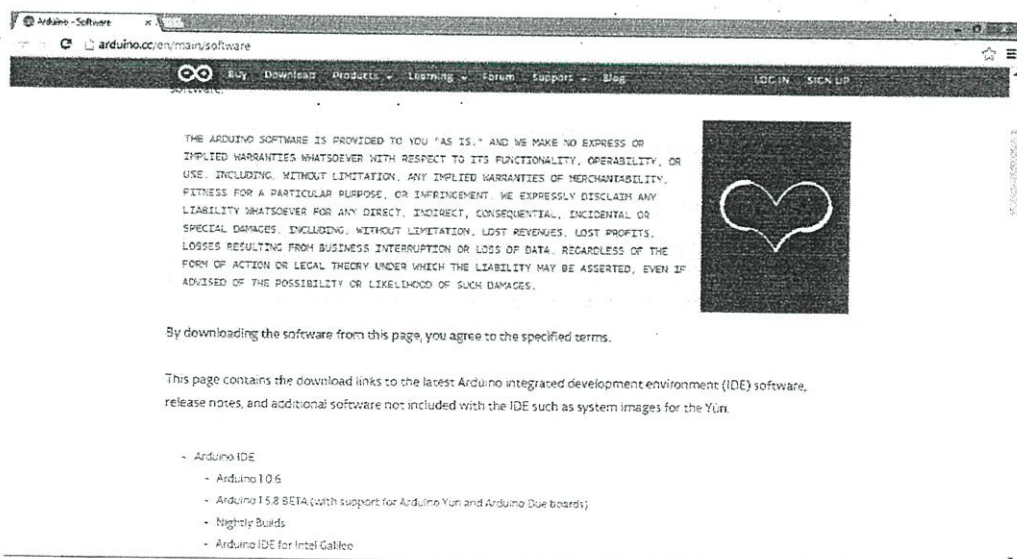 Arduino - Software
arduino.cc/en/main/software
Buy Download Products Learning Forum Support Blog LOG IN SIGN UP
software.
THE ARDUINO SOFTWARE IS PROVIDED TO YOU "AS IS," AND WE MAKE NO EXPRESS OR
IMPLIED WARRANTIES WHATSOEVER WITH RESPECT TO ITS FUNCTIONALITY, OPERABILITY, OR
USE, INCLUDING, WITHOUT LIMITATION, ANY IMPLIED WARRANTIES OF MERCHANTABILITY,
FITNESS FOR A PARTICULAR PURPOSE, OR INFRINGEMENT. WE EXPRESSLY DISCLAIM ANY
LIABILITY WHATSOEVER FOR ANY DIRECT, INDIRECT, CONSEQUENTIAL, INCIDENTAL OR
SPECIAL DAMAGES, INCLUDING, WITHOUT LIMITATION, LOST REVENUES, LOST PROFITS,
LOSSES RESULTING FROM BUSINESS INTERRUPTION OR LOSS OF DATA, REGARDLESS OF THE
FORM OF ACTION OR LEGAL THEORY UNDER WHICH THE LIABILITY MAY BE ASSERTED, EVEN IF
ADVISED OF THE POSSIBILITY OR LIKELIHOOD OF SUCH DAMAGES.
By downloading the software from this page, you agree to the specified terms.
This page contains the download links to the latest Arduino integrated development environment (IDE) software,
release notes, and additional software not included with the IDE such as system images for the Yún.
- Arduino IDE
- Arduino 1.0.6
- Arduino 1.5.8 BETA (with support for Arduino Yun and Arduino Due boards)
- Nightly Builds
- Arduino IDE for Intel Galileo